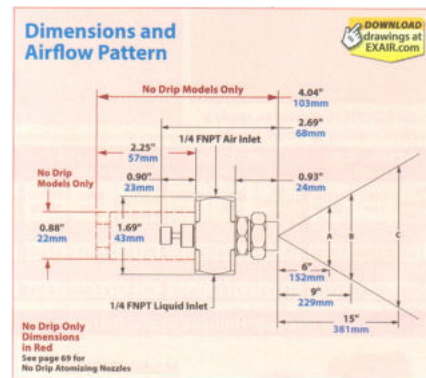 Dimensions and
Airflow Pattern
DOWNLOAD
drawings at
EXAIR.com
No Drip Models Only
4.04"
103mm
2.69"
68mm
1/4 FNPT Air Inlet
2.25"
57mm
0.90"
23mm
0.93"
24mm
No Drip
Models Only
0.88"
22mm
1.69"
43mm
A
B
C
6"
152mm
9"
229mm
15"
381mm
1/4 FNPT Liquid Inlet
No Drip Only
Dimensions
in Red
See page 69 for
No Drip Atomizing Nozzles